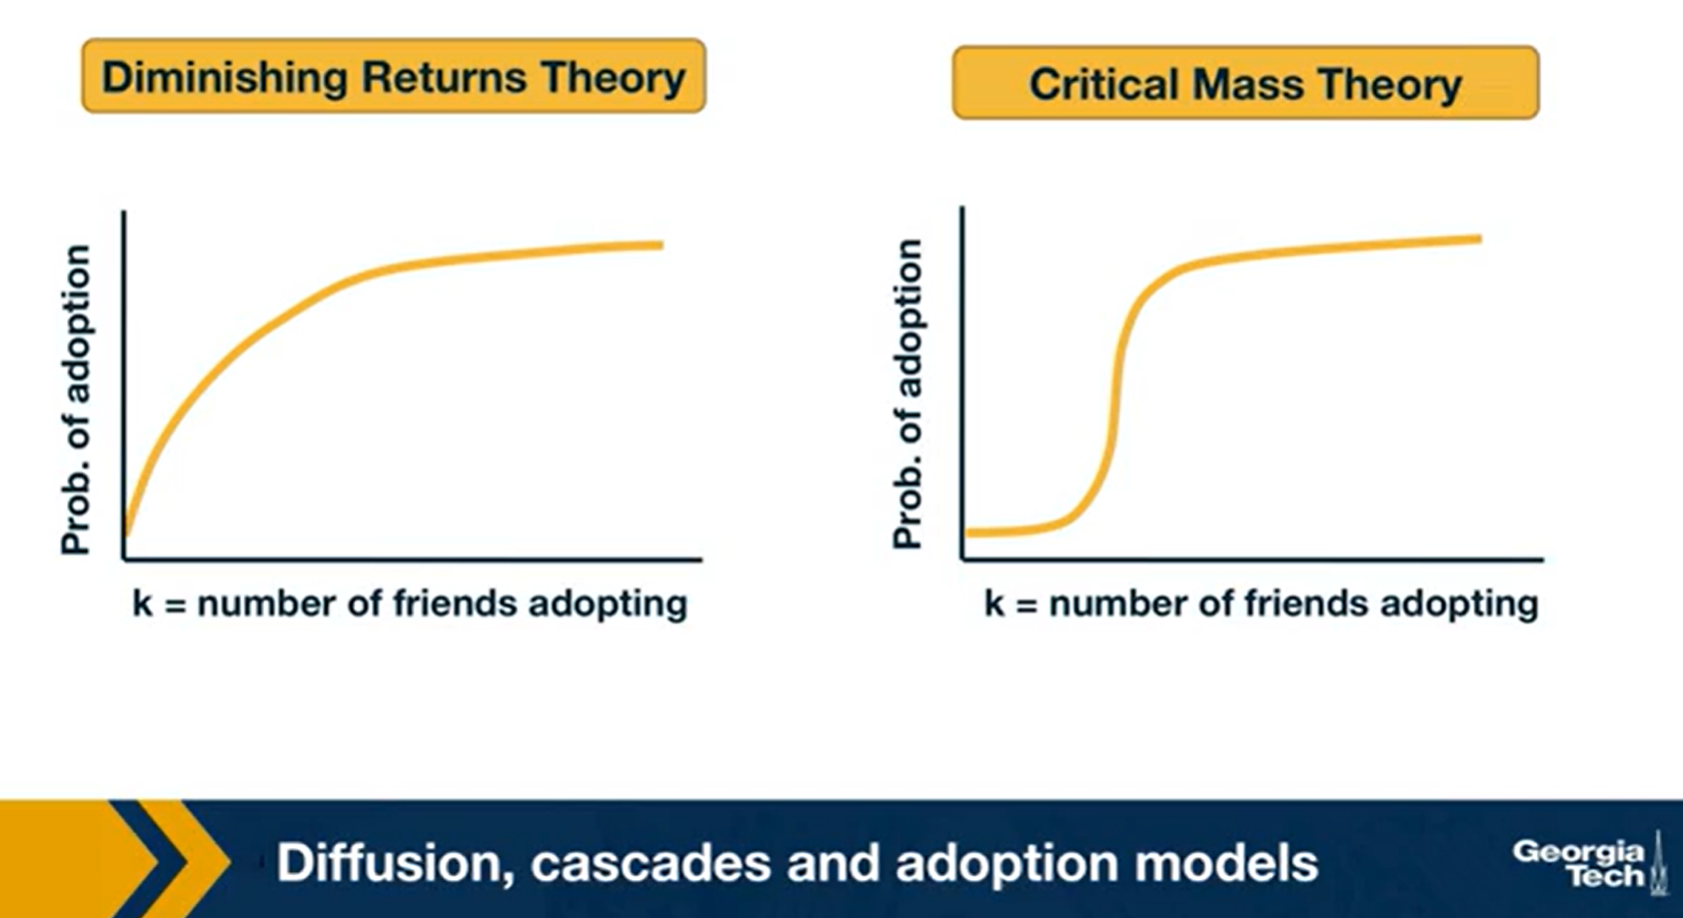 Diminishing Returns Theory
Prob. of adoption
k = number of friends adopting
Critical Mass Theory
Prob. of adoption
k = number of friends adopting
Diffusion, cascades and adoption models
Georgia
Tech